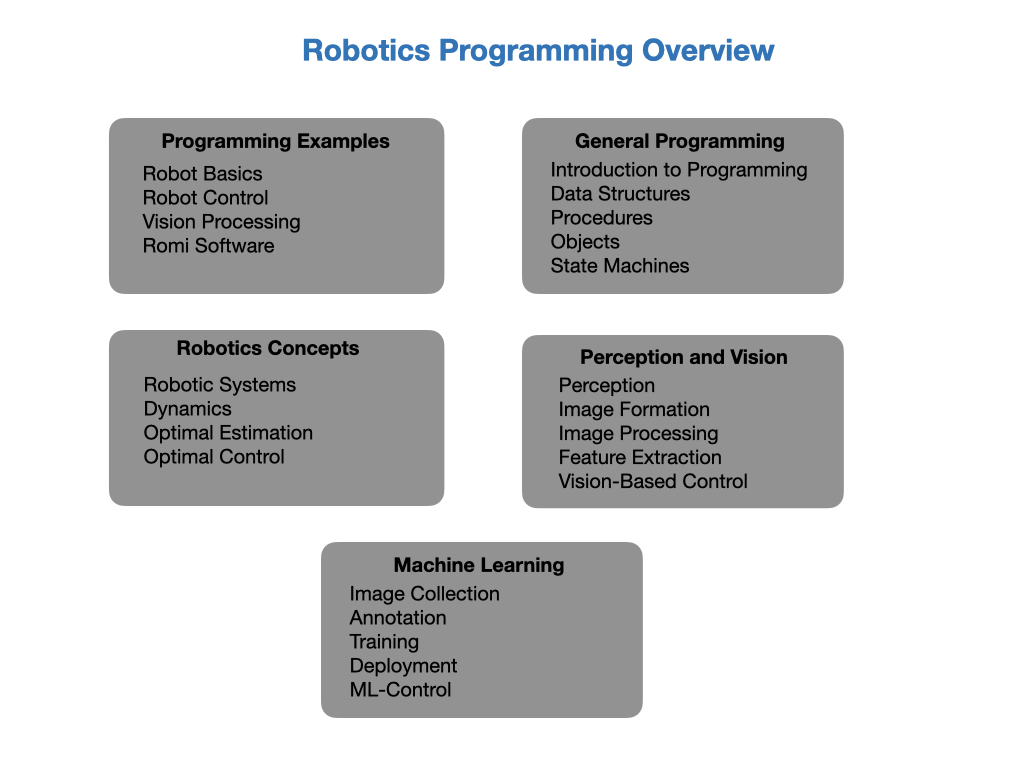 Robotics Programming Overview
Programming Examples
Robot Basics
Robot Control
Vision Processing
Romi Software
General Programming
Introduction to Programming
Data Structures
Procedures
Objects
State Machines
Robotics Concepts
Robotic Systems
Dynamics
Optimal Estimation
Optimal Control
Perception and Vision
Perception
Image Formation
Image Processing
Feature Extraction
Vision-Based Control
Machine Learning
Image Collection
Annotation
Training
Deployment
ML-Control